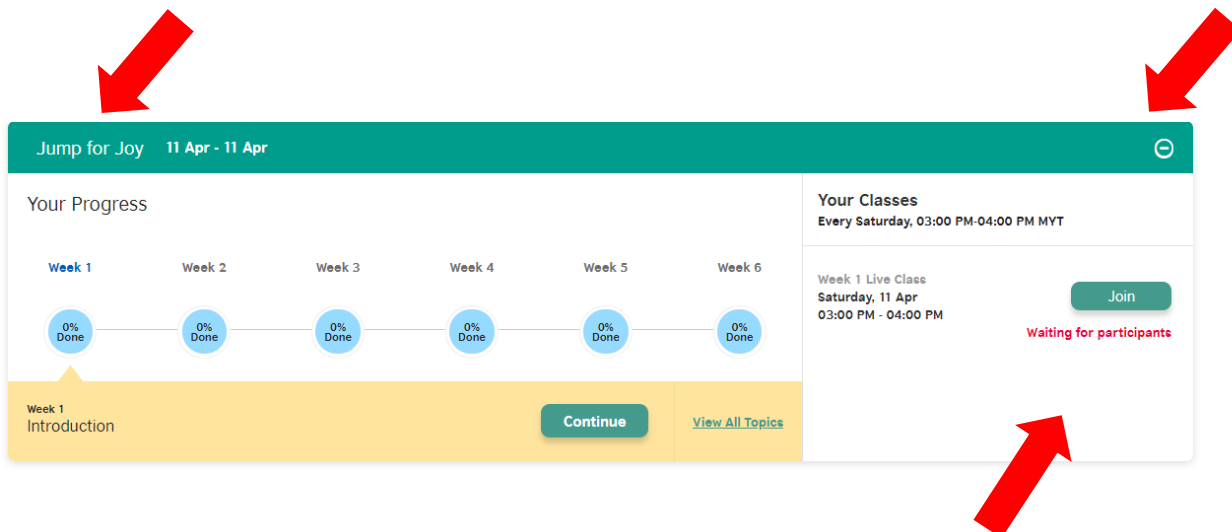 Jump for Joy 11 Apr - 11 Apr
Your Progress
Week 1 Week 2 Week 3 Week 4 Week 5 Week 6
0% Done 0% Done 0% Done 0% Done 0% Done 0% Done
Week 1
Introduction
Continue
View All Topics
Your Classes
Every Saturday, 03:00 PM-04:00 PM MYT
Week 1 Live Class
Saturday, 11 Apr
03:00 PM - 04:00 PM
Join
Waiting for participants